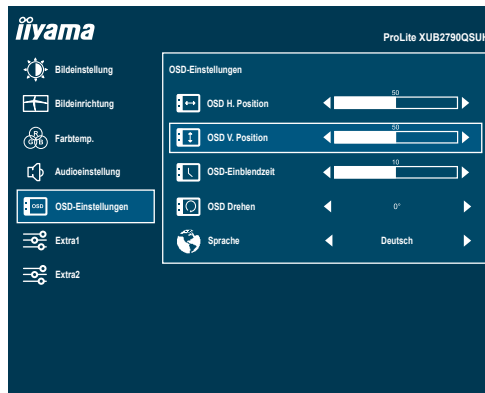 iiyama
ProLite XUB2790QSUH
Bildeinstellung
Bildeinrichtung
Farbtemp.
Audioeinstellung
OSD-Einstellungen
Extra1
Extra2
OSD-Einstellungen
OSD H. Position
50
OSD V. Position
50
OSD-Einblendzeit
10
OSD Drehen
0°
Sprache
Deutsch
R
G B
OSD